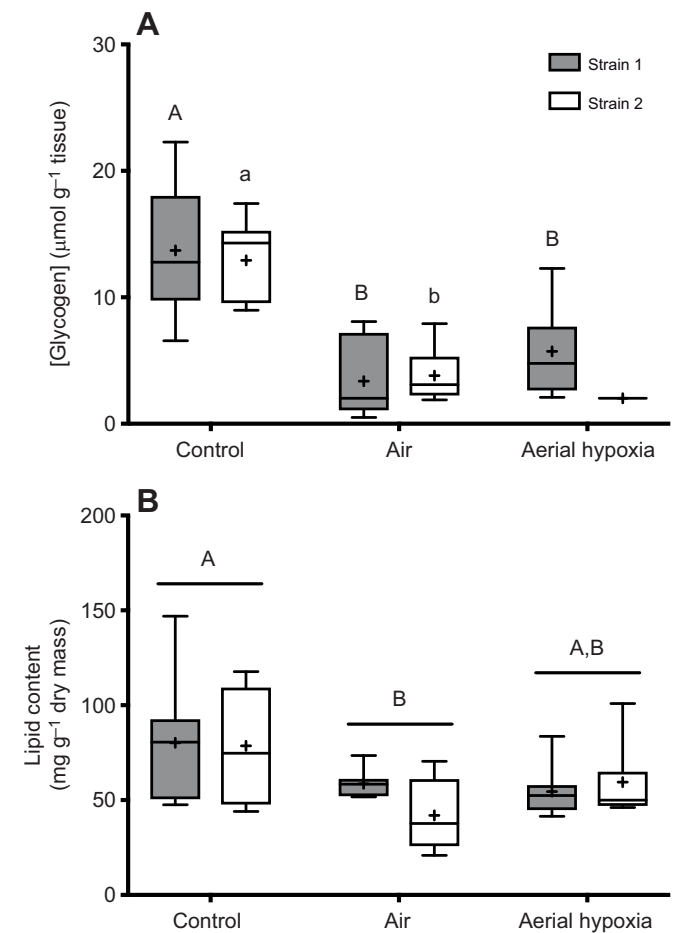 A
30
Strain 1
A
Strain 2
a
20
[Glycogen] (μmol g⁻¹ tissue)
B
B
b
10
0
Control Air Aerial hypoxia
B
200
A
150
A,B
B
Lipid content
(mg g⁻¹ dry mass)
100
50
0
Control Air Aerial hypoxia